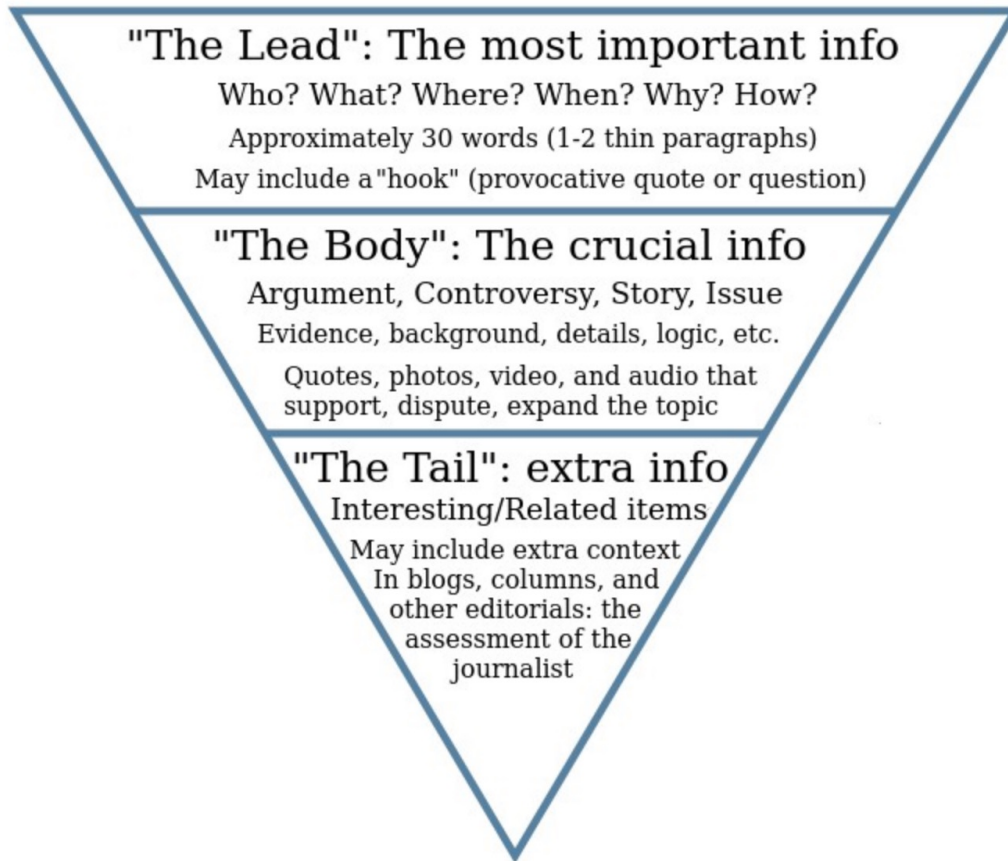 "The Lead": The most important info
Who? What? Where? When? Why? How?
Approximately 30 words (1-2 thin paragraphs)
May include a "hook" (provocative quote or question)
"The Body": The crucial info
Argument, Controversy, Story, Issue
Evidence, background, details, logic, etc.
Quotes, photos, video, and audio that
support, dispute, expand the topic
"The Tail": extra info
Interesting/Related items
May include extra context
In blogs, columns, and
other editorials: the
assessment of the
journalist